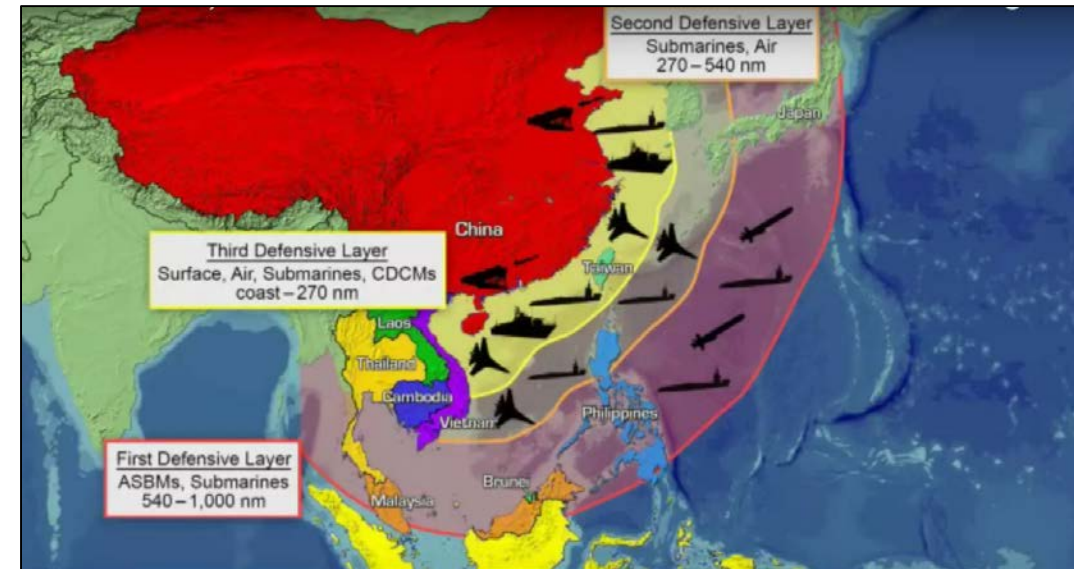 Second Defensive Layer
Submarines, Air
270 – 540 nm
Japan
China
Third Defensive Layer
Surface, Air, Submarines, CDCMs
coast – 270 nm
Taiwan
Laos
Thailand
Cambodia
Vietnam
Philippines
First Defensive Layer
ASBMs, Submarines
540 – 1,000 nm
Brunei
Malaysia